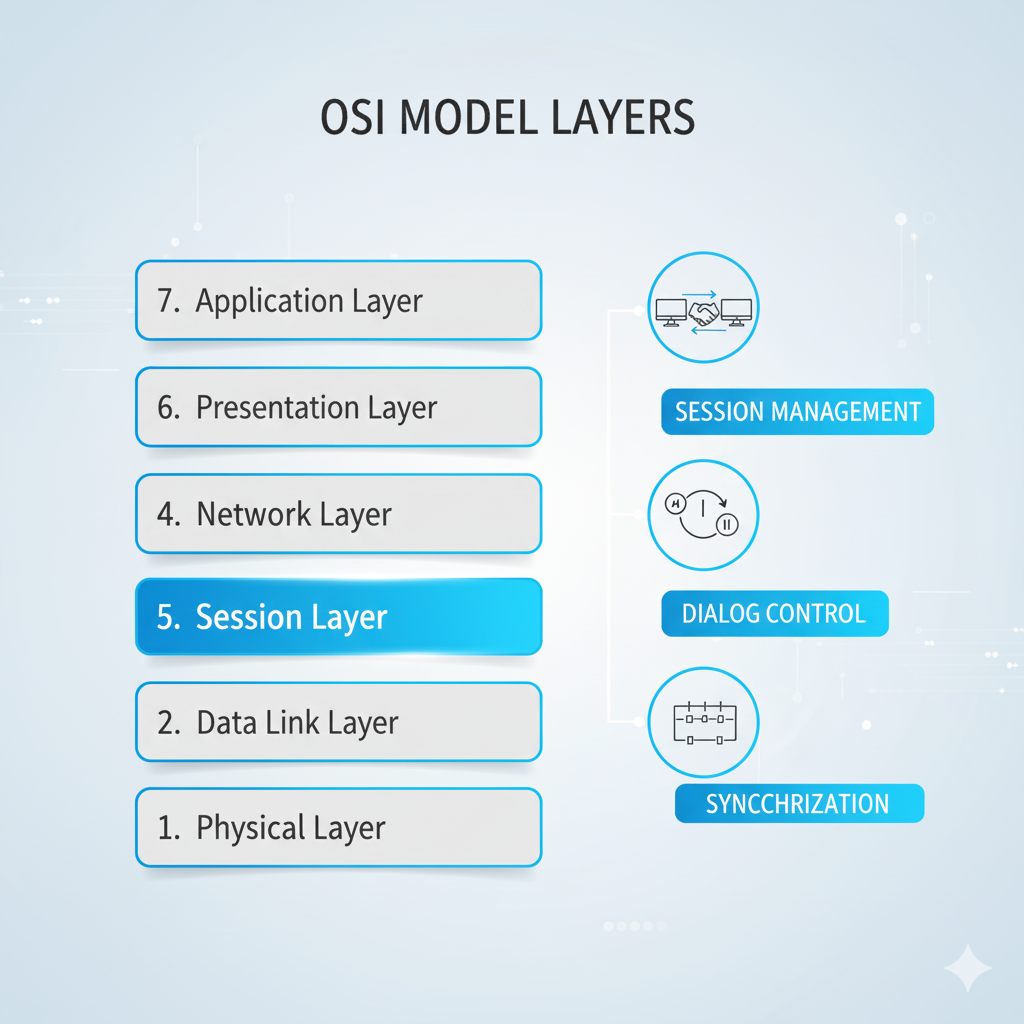 OSI MODEL LAYERS
7. Application Layer
6. Presentation Layer
4. Network Layer
5. Session Layer
2. Data Link Layer
1. Physical Layer
SESSION MANAGEMENT
DIALOG CONTROL
SYNCCHRIZATION